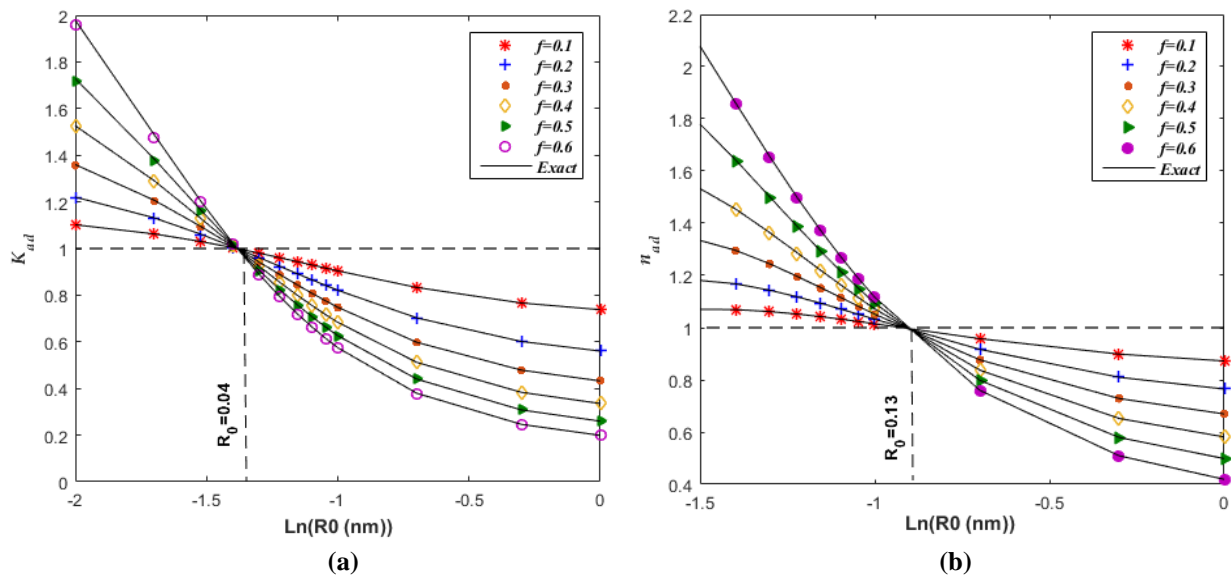 2
1.8
1.6
1.4
1.2
1
0.8
0.6
0.4
0.2
0
K_ad
f=0.1
f=0.2
f=0.3
f=0.4
f=0.5
f=0.6
Exact
R_0=0.04
-2
-1.5
-1
-0.5
0
Ln(R0 (nm))
(a)
2.2
2
1.8
1.6
1.4
1.2
1
0.8
0.6
0.4
n_ad
f=0.1
f=0.2
f=0.3
f=0.4
f=0.5
f=0.6
Exact
R_0=0.13
-1.5
-1
-0.5
0
Ln(R0 (nm))
(b)